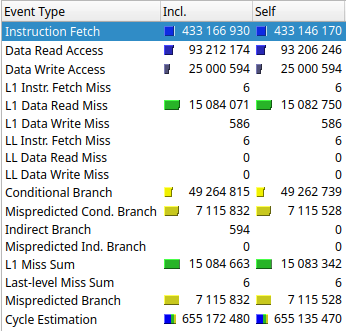 Event Type Incl. Self
Instruction Fetch 433 166 930 433 146 170
Data Read Access 93 212 174 93 206 246
Data Write Access 25 000 594 25 000 594
L1 Instr. Fetch Miss 6 6
L1 Data Read Miss 15 084 071 15 082 750
L1 Data Write Miss 586 586
LL Instr. Fetch Miss 6 6
LL Data Read Miss 0 0
LL Data Write Miss 0 0
Conditional Branch 49 264 815 49 262 739
Mispredicted Cond. Branch 7 115 832 7 115 528
Indirect Branch 594 0
Mispredicted Ind. Branch 0 0
L1 Miss Sum 15 084 663 15 083 342
Last-level Miss Sum 6 6
Mispredicted Branch 7 115 832 7 115 528
Cycle Estimation 655 172 480 655 135 470